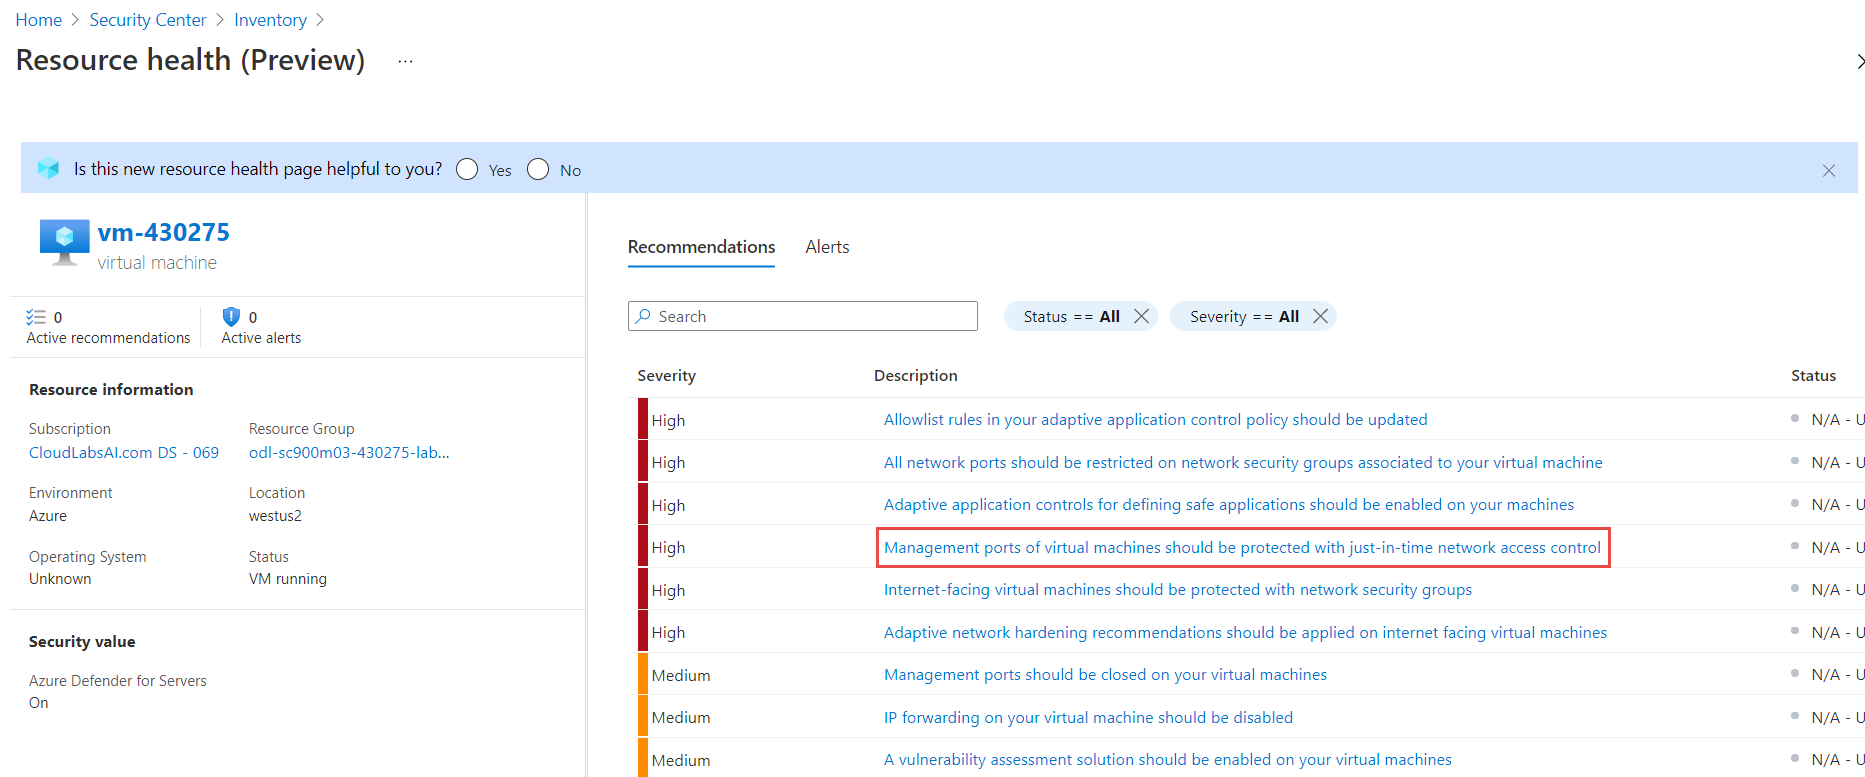 Home > Security Center > Inventory >
Resource health (Preview) ...
Is this new resource health page helpful to you? Yes No
vm-430275
virtual machine
0
Active recommendations
0
Active alerts
Resource information
Subscription
CloudLabsAI.com DS - 069
Resource Group
odl-sc900m03-430275-lab...
Environment
Azure
Location
westus2
Operating System
Unknown
Status
VM running
Security value
Azure Defender for Servers
On
Recommendations Alerts
Search
Status == All
Severity == All
Severity Description Status
High Allowlist rules in your adaptive application control policy should be updated N/A - U
High All network ports should be restricted on network security groups associated to your virtual machine N/A - U
High Adaptive application controls for defining safe applications should be enabled on your machines N/A - U
High Management ports of virtual machines should be protected with just-in-time network access control N/A - U
High Internet-facing virtual machines should be protected with network security groups N/A - U
High Adaptive network hardening recommendations should be applied on internet facing virtual machines N/A - U
Medium Management ports should be closed on your virtual machines N/A - U
Medium IP forwarding on your virtual machine should be disabled N/A - U
Medium A vulnerability assessment solution should be enabled on your virtual machines N/A - U